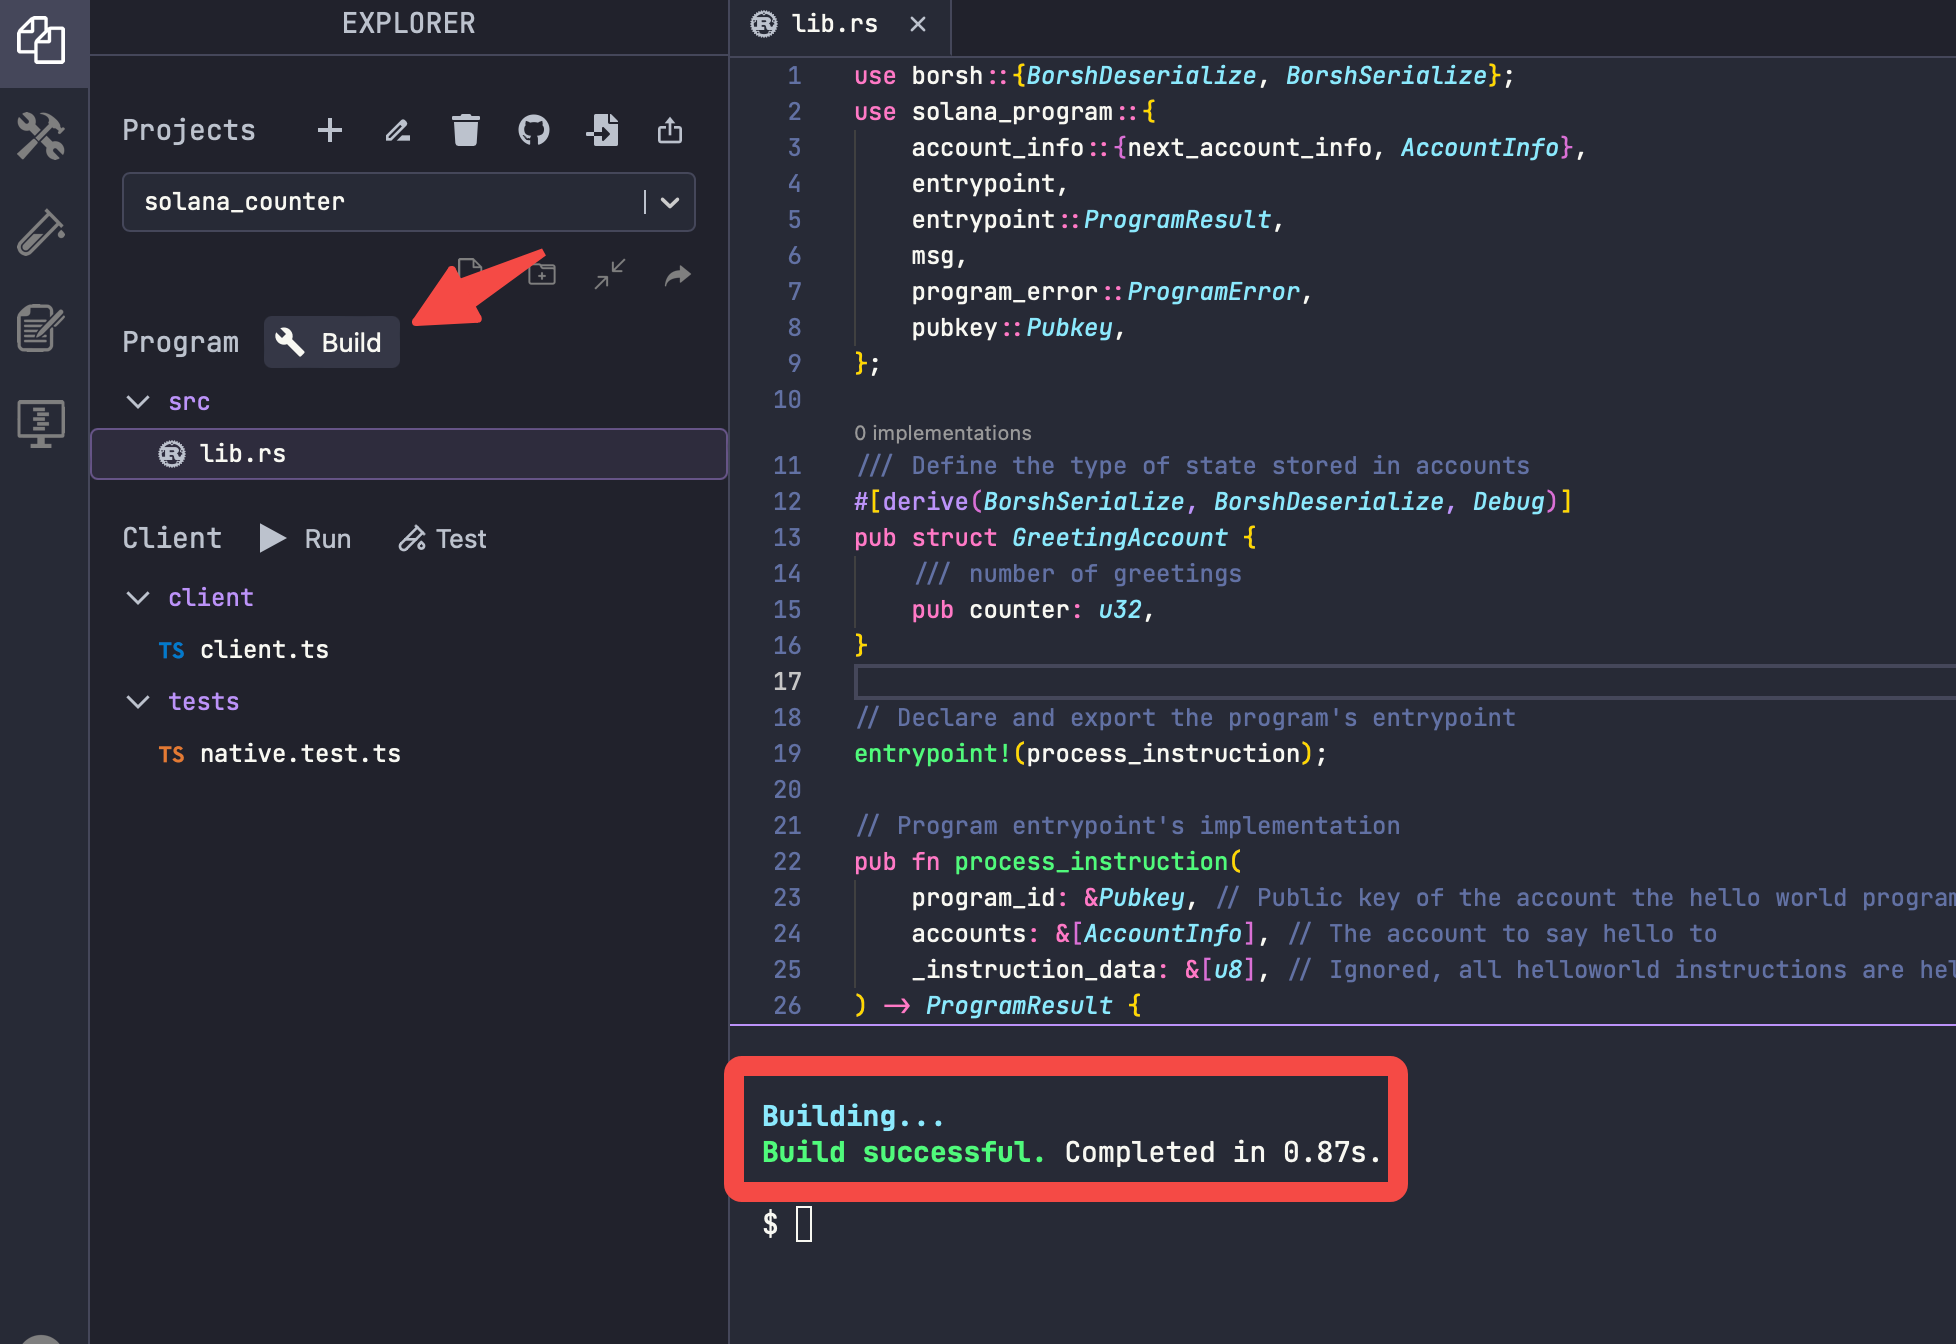 EXPLORER
Projects
solana_counter
Program Build
src
lib.rs
Client Run Test
client
TS client.ts
tests
TS native.test.ts
lib.rs ×
1 use borsh::{BorshDeserialize, BorshSerialize};
2 use solana_program::{
3 account_info::{next_account_info, AccountInfo},
4 entrypoint,
5 entrypoint::ProgramResult,
6 msg,
7 program_error::ProgramError,
8 pubkey::Pubkey,
9 };
10
0 implementations
11 /// Define the type of state stored in accounts
12 #[derive(BorshSerialize, BorshDeserialize, Debug)]
13 pub struct GreetingAccount {
14 /// number of greetings
15 pub counter: u32,
16 }
17
18 // Declare and export the program's entrypoint
19 entrypoint!(process_instruction);
20
21 // Program entrypoint's implementation
22 pub fn process_instruction(
23 program_id: &Pubkey, // Public key of the account the hello world program
24 accounts: &[AccountInfo], // The account to say hello to
25 _instruction_data: &[u8], // Ignored, all helloworld instructions are hel
26 ) -> ProgramResult {
Building...
Build successful. Completed in 0.87s.
$